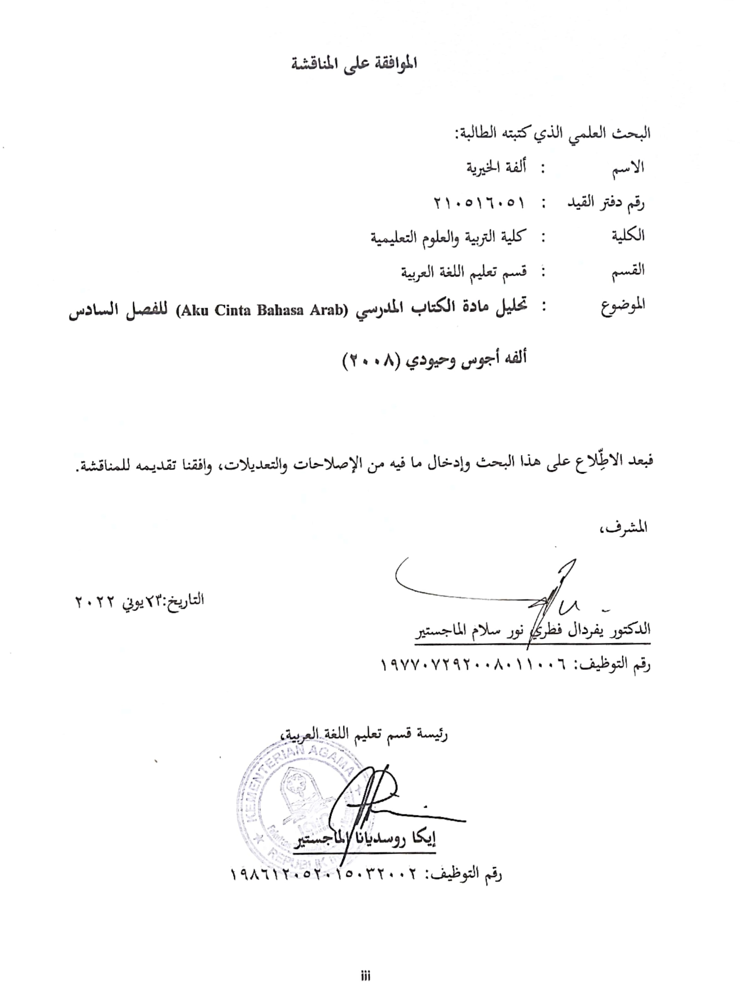 الموافقة على المناقشة
البحث العلمي الذي كتبته الطالبة:
الاسم : ألفة الخيرية
رقم دفتر القيد : ٢١٠٥١٦٠٥١
الكلية : كلية التربية والعلوم التعليمية
القسم : قسم تعليم اللغة العربية
الموضوع : تحليل مادة الكتاب المدرسي (Aku Cinta Bahasa Arab) للفصل السادس
ألفه أجوس وحيودي (٢٠٠٨)
فبعد الاطِّلاع على هذا البحث وإدخال ما فيه من الإصلاحات والتعديلات، وافقنا تقديمه للمناقشة.
المشرف،
التاريخ:٢٣يوني ٢٠٢٢
الدكتور يفردال فطري نور سلام الماجستير
رقم التوظيف: ١٩٧٧٠٧٢٩٢٠٠٨٠١١٠٠٦
رئيسة قسم تعليم اللغة العربية،
KEMENTERIAN AGAMA
REPUBLIK
إيكا روسديانا الماجستير
رقم التوظيف: ١٩٨٦١٢٠٥٢٠١٥٠٣٢٠٠٢
iii